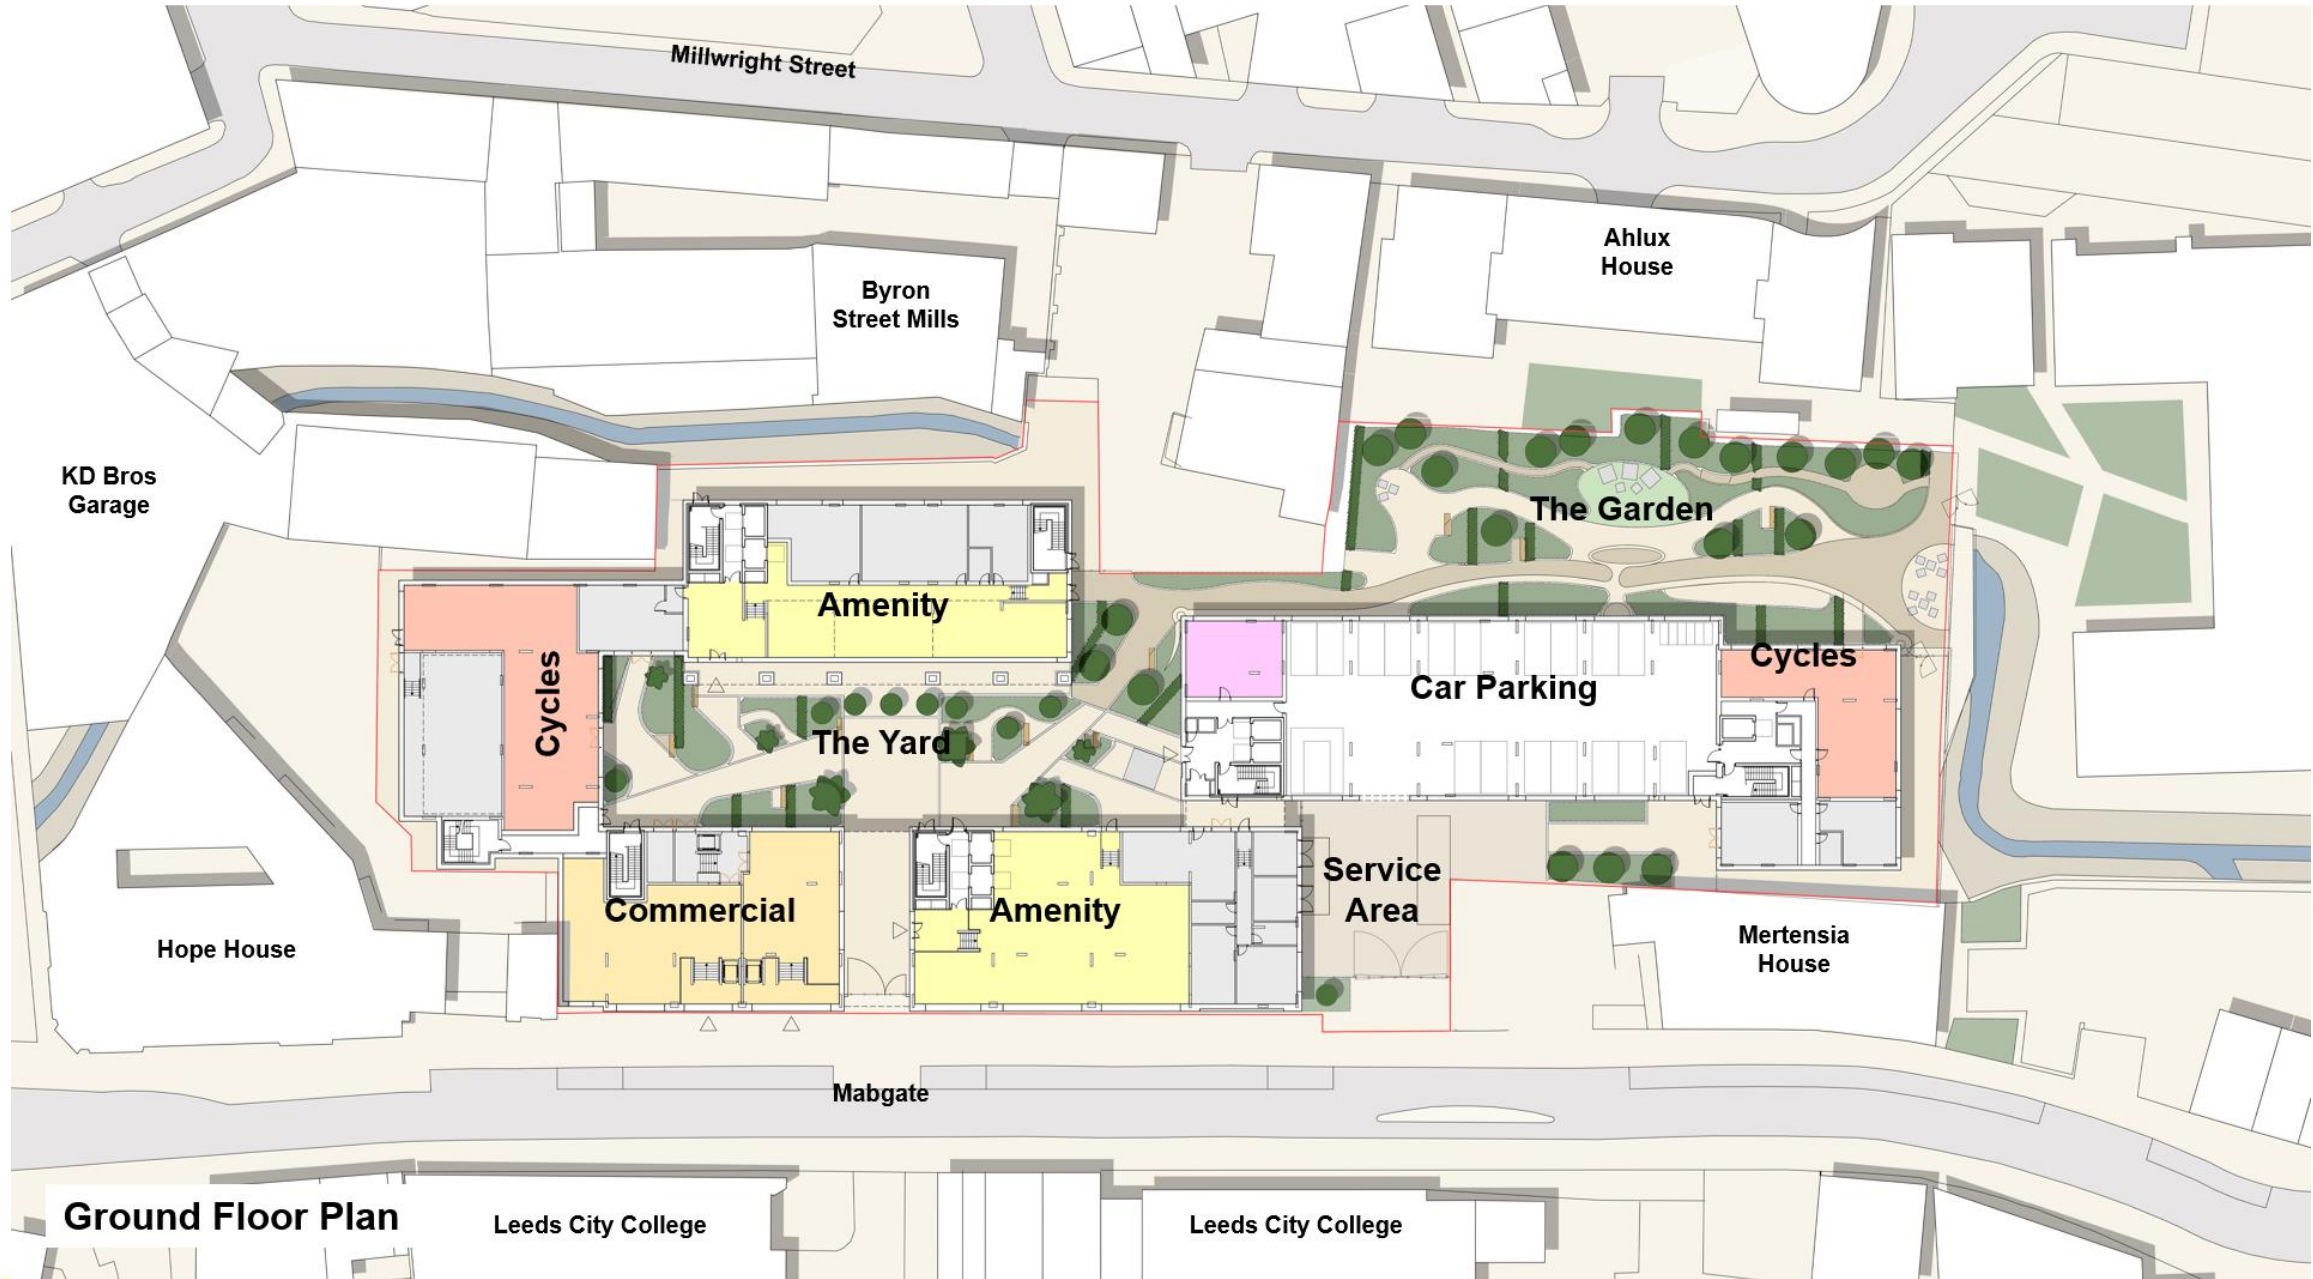 Millwright Street
Ahlux
House
Byron
Street Mills
KD Bros
Garage
The Garden
Amenity
Cycles
Cycles
Car Parking
The Yard
Service
Area
Commercial
Amenity
Hope House
Mertensia
House
Mabgate
Ground Floor Plan
Leeds City College
Leeds City College